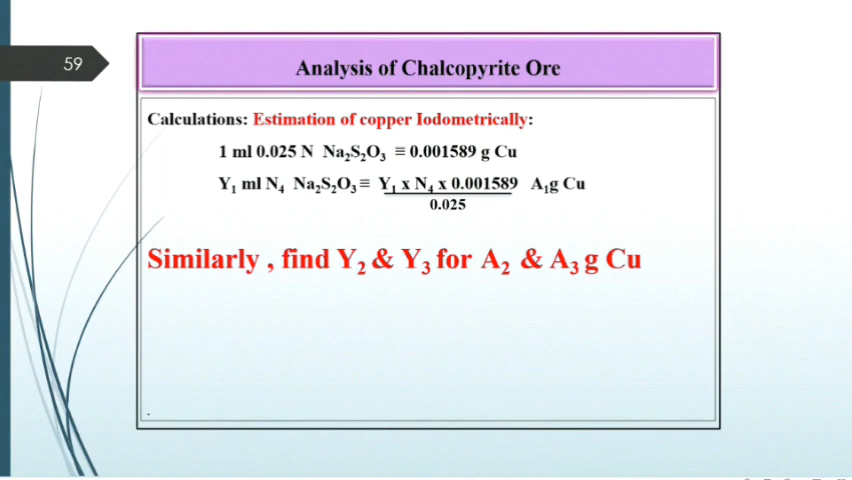 59
Analysis of Chalcopyrite Ore
Calculations: Estimation of copper Iodometrically:
1 ml 0.025 N Na₂S₂O₃ ≡ 0.001589 g Cu
Y₁ ml N₄ Na₂S₂O₃ ≡ Y₁ x N₄ x 0.001589 A₁g Cu
0.025
Similarly , find Y₂ & Y₃ for A₂ & A₃ g Cu